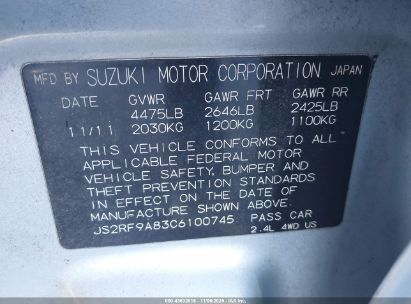 MFD BY SUZUKI MOTOR CORPORATION JAPAN
DATE GVWR GAWR FRT GAWR RR
4475LB 2646LB 2425LB
11/11 2030KG 1200KG 1100KG
THIS VEHICLE CONFORMS TO ALL
APPLICABLE FEDERAL MOTOR
VEHICLE SAFETY, BUMPER AND
THEFT PREVENTION STANDARDS
IN EFFECT ON THE DATE OF
MANUFACTURE SHOWN ABOVE.
JS2RF9A83C6100745 PASS CAR
2.4L 4WD US